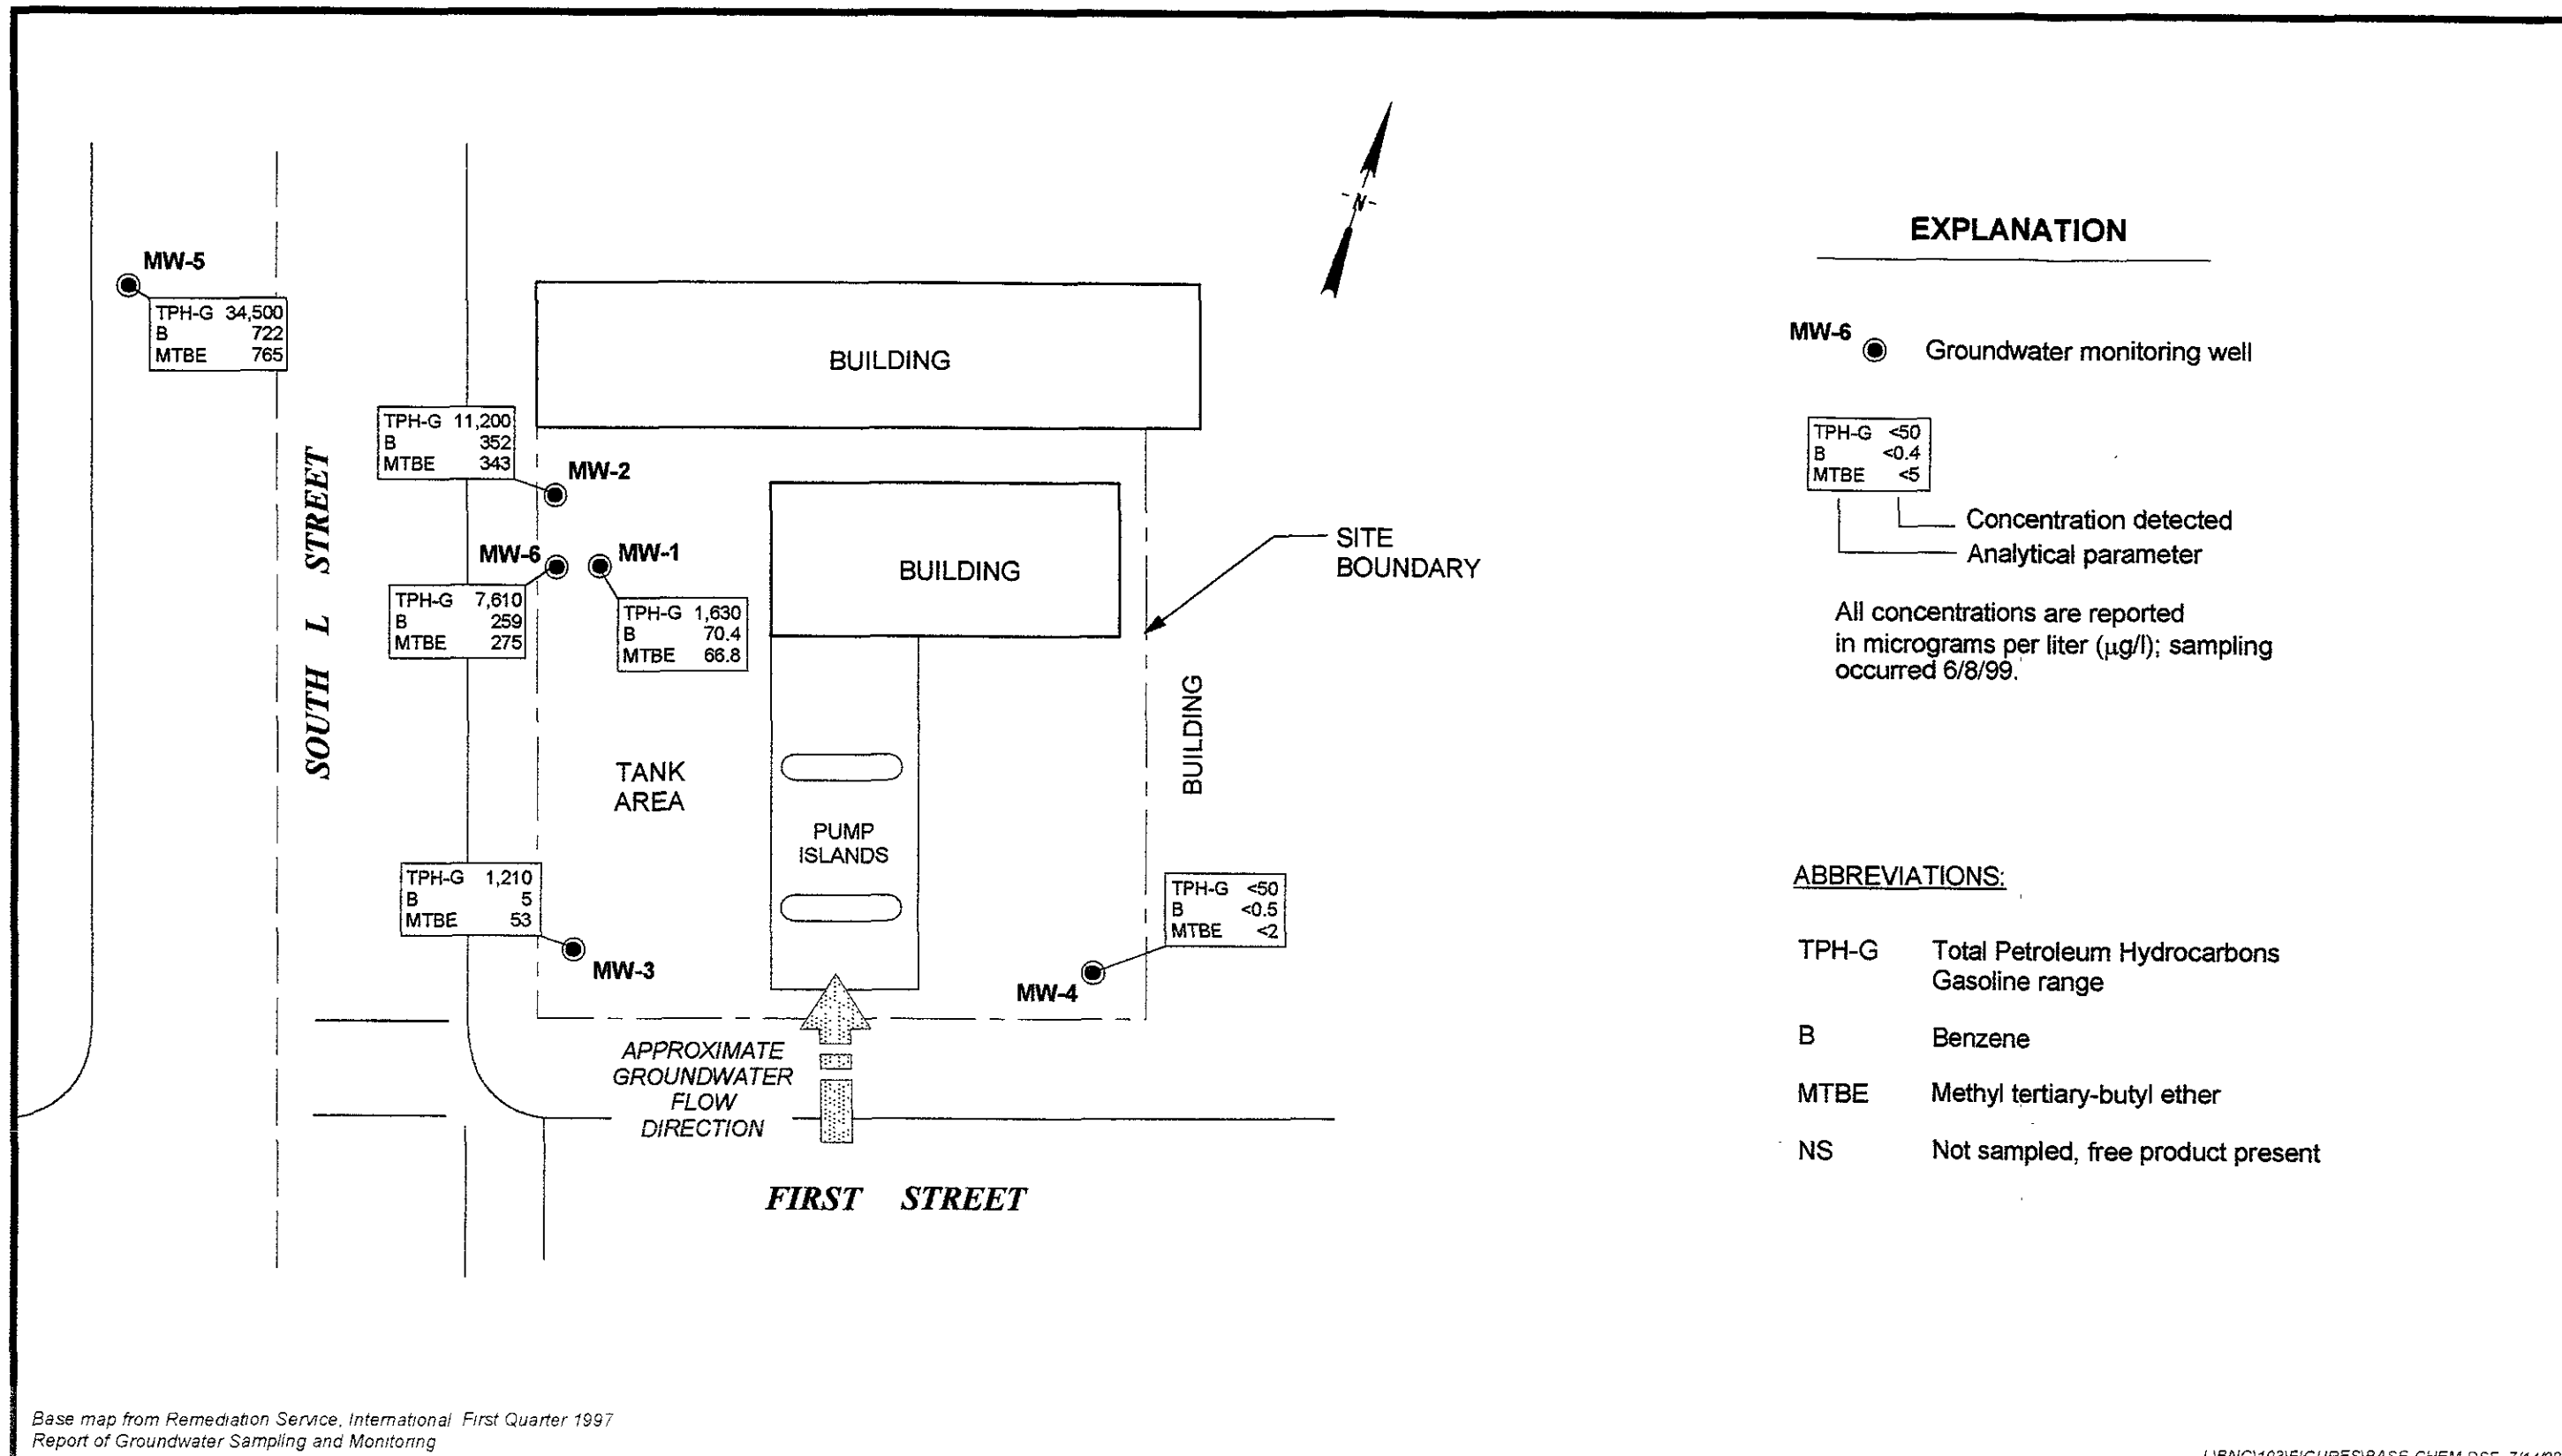 MW-5
TPH-G 34,500
B 722
MTBE 765
TPH-G 11,200
B 352
MTBE 343
MW-2
MW-6
MW-1
TPH-G 7,610
B 259
MTBE 275
TPH-G 1,630
B 70.4
MTBE 66.8
TPH-G 1,210
B 5
MTBE 53
MW-3
TPH-G <50
B <0.5
MTBE <2
MW-4
SOUTH L STREET
BUILDING
BUILDING
BUILDING
SITE
BOUNDARY
TANK
AREA
PUMP
ISLANDS
APPROXIMATE
GROUNDWATER
FLOW
DIRECTION
FIRST STREET
-N-
EXPLANATION
MW-6
Groundwater monitoring well
TPH-G <50
B <0.4
MTBE <5
Concentration detected
Analytical parameter
All concentrations are reported
in micrograms per liter (µg/l); sampling
occurred 6/8/99.
ABBREVIATIONS:
TPH-G Total Petroleum Hydrocarbons
Gasoline range
B Benzene
MTBE Methyl tertiary-butyl ether
NS Not sampled, free product present
Base map from Remediation Service, International First Quarter 1997
Report of Groundwater Sampling and Monitoring